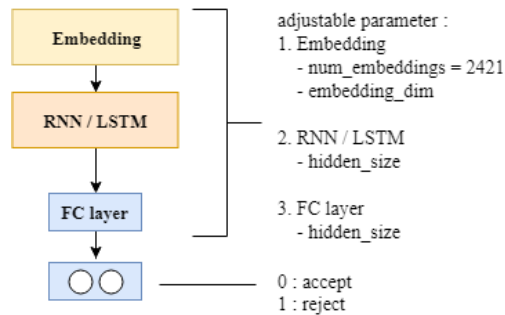 Embedding
RNN / LSTM
FC layer
adjustable parameter :
1. Embedding
- num_embeddings = 2421
- embedding_dim
2. RNN / LSTM
- hidden_size
3. FC layer
- hidden_size
0 : accept
1 : reject